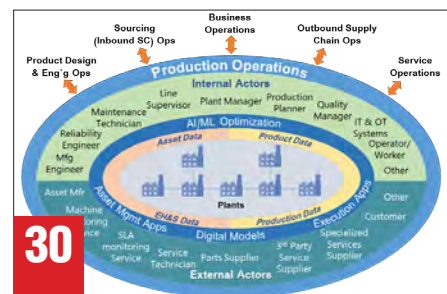 Business
Operations
Sourcing
(Inbound SC) Ops
Outbound Supply
Chain Ops
Product Design
& Eng'g Ops
Service
Operations
Production Operations
Internal Actors
Line
Supervisor
Plant Manager
Production
Planner
Maintenance
Technician
Quality
Manager
Reliability
Engineer
IT & OT
Systems
Mfg
Engineer
Operator/
Worker
Other
AI/ML Optimization
Asset Data
Product Data
Plants
EH&S Data
Production Data
Asset Mgmt Apps
Digital Models
Execution Apps
Asset Mfr
Machine
Service
SLA
monitoring
Service
Service
Technician
Parts Supplier
3rd Party
Service
Supplier
Specialized
Services
Supplier
Customer
Other
External Actors
30